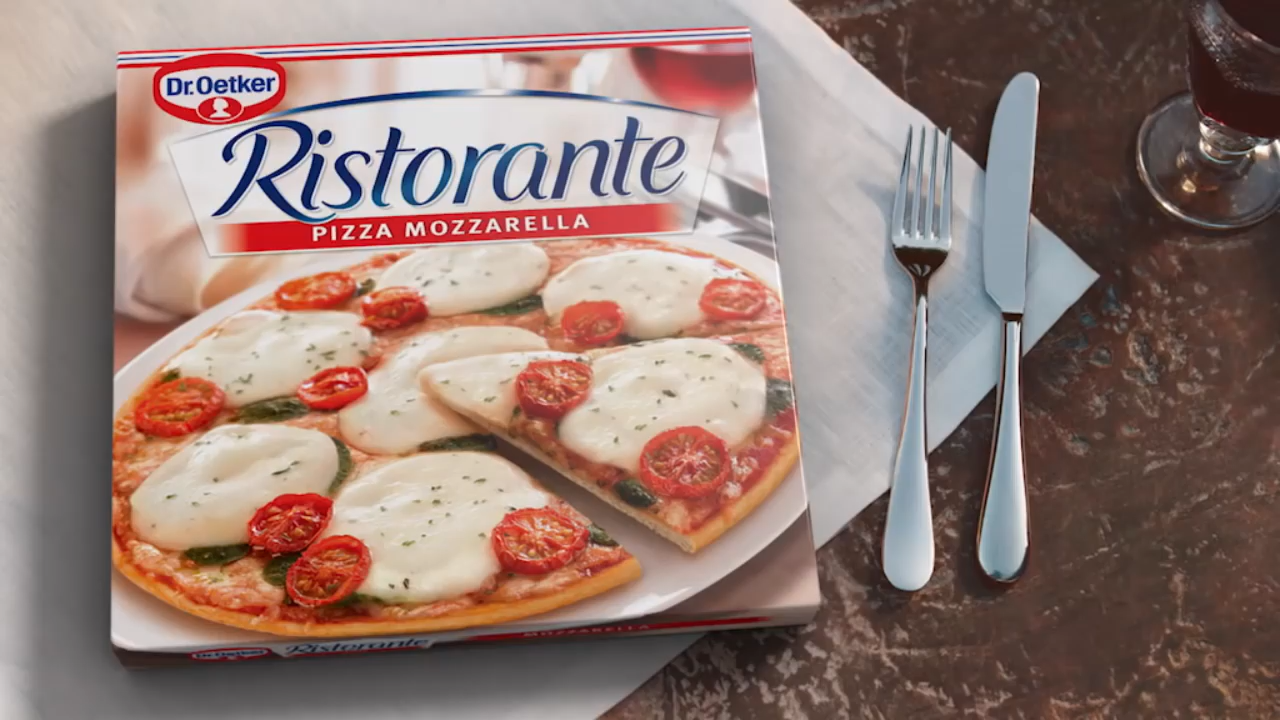 Dr.Oetker
Ristorante
PIZZA MOZZARELLA
Dr.Oetker
Ristorante
MOZZARELLA